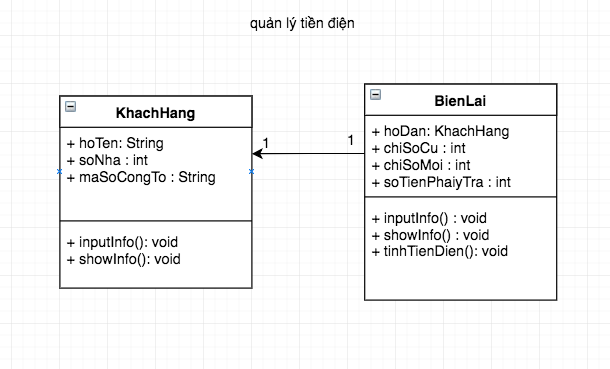 quản lý tiền điện
KhachHang
+ hoTen: String
+ soNha : int
+ maSoCongTo : String
+ inputInfo(): void
+ showInfo(): void
1
1
BienLai
+ hoDan: KhachHang
+ chiSoCu : int
+ chiSoMoi : int
+ soTienPhaiyTra : int
+ inputInfo() : void
+ showInfo() : void
+ tinhTienDien(): void